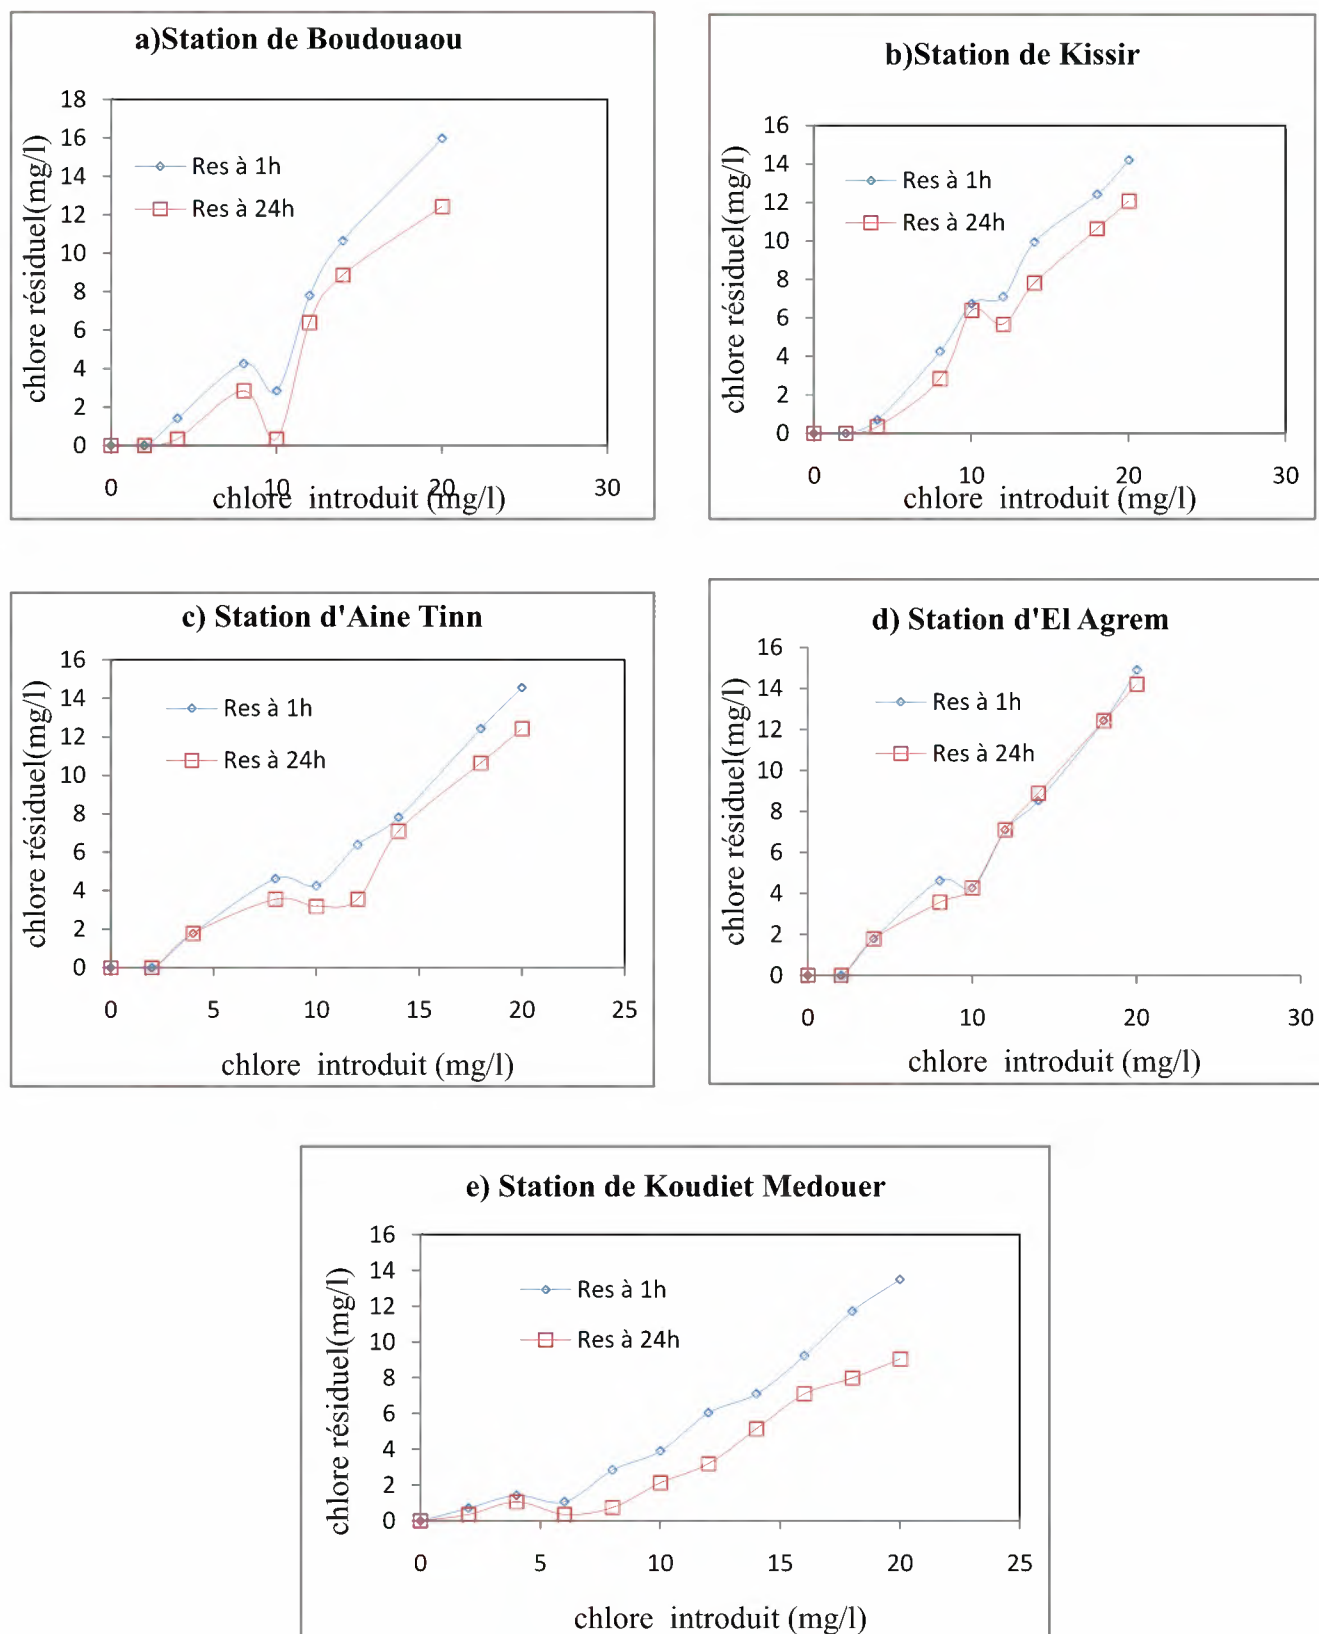 a)Station de Boudouaou
chlore résiduel(mg/l)
18
16
14
12
10
8
6
4
2
0
Res à 1h
Res à 24h
0 10 20 30
chlore introduit (mg/l)
b)Station de Kissir
chlore résiduel(mg/l)
16
14
12
10
8
6
4
2
0
Res à 1h
Res à 24h
0 10 20 30
chlore introduit (mg/l)
c) Station d'Aine Tinn
chlore résiduel(mg/l)
16
14
12
10
8
6
4
2
0
Res à 1h
Res à 24h
0 5 10 15 20 25
chlore introduit (mg/l)
d) Station d'El Agrem
chlore résiduel(mg/l)
16
14
12
10
8
6
4
2
0
Res à 1h
Res à 24h
0 10 20 30
chlore introduit (mg/l)
e) Station de Koudiet Medouer
chlore résiduel(mg/l)
16
14
12
10
8
6
4
2
0
Res à 1h
Res à 24h
0 5 10 15 20 25
chlore introduit (mg/l)